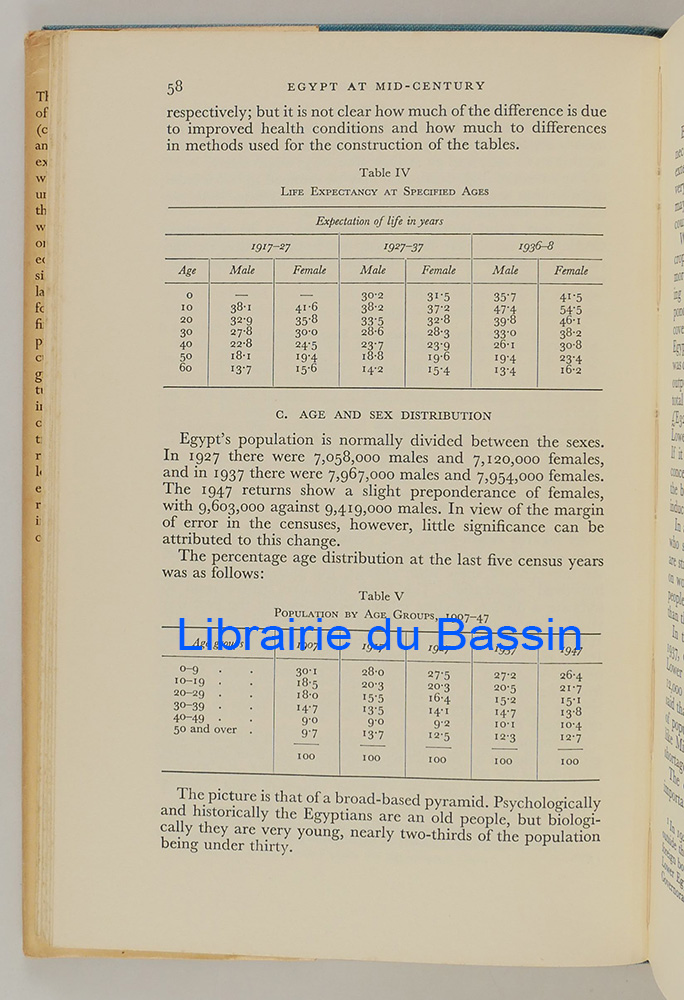 58 EGYPT AT MID-CENTURY
respectively; but it is not clear how much of the difference is due
to improved health conditions and how much to differences
in methods used for the construction of the tables.
Table IV
LIFE EXPECTANCY AT SPECIFIED AGES
Expectation of life in years
1917–27 1927–37 1936–8
Age Male Female Male Female Male Female
0 — — 30·2 31·5 35·7 41·5
10 38·1 41·6 38·2 37·2 47·4 54·5
20 32·9 35·8 33·5 32·8 39·8 46·1
30 27·8 30·0 28·6 28·3 33·0 38·2
40 22·8 24·5 23·7 23·9 26·1 30·8
50 18·1 19·4 18·8 19·6 19·4 23·4
60 13·7 15·6 14·2 15·4 13·4 16·2
C. AGE AND SEX DISTRIBUTION
Egypt's population is normally divided between the sexes.
In 1927 there were 7,058,000 males and 7,120,000 females,
and in 1937 there were 7,967,000 males and 7,954,000 females.
The 1947 returns show a slight preponderance of females,
with 9,603,000 against 9,419,000 males. In view of the margin
of error in the censuses, however, little significance can be
attributed to this change.
The percentage age distribution at the last five census years
was as follows:
Table V
POPULATION BY AGE GROUPS, 1907–47
Librairie du Bassin
Age groups 1907 1917 1927 1937 1947
0–9 . . 30·1 28·0 27·5 27·2 26·4
10–19 . . 18·5 20·3 20·3 20·5 21·7
20–29 . . 18·0 15·5 16·4 15·2 15·1
30–39 . . 14·7 13·5 14·1 14·7 13·8
40–49 . . 9·0 9·0 9·2 10·1 10·4
50 and over . 9·7 13·7 12·5 12·3 12·7
100 100 100 100 100
The picture is that of a broad-based pyramid. Psychologically
and historically the Egyptians are an old people, but biologi-
cally they are very young, nearly two-thirds of the population
being under thirty.